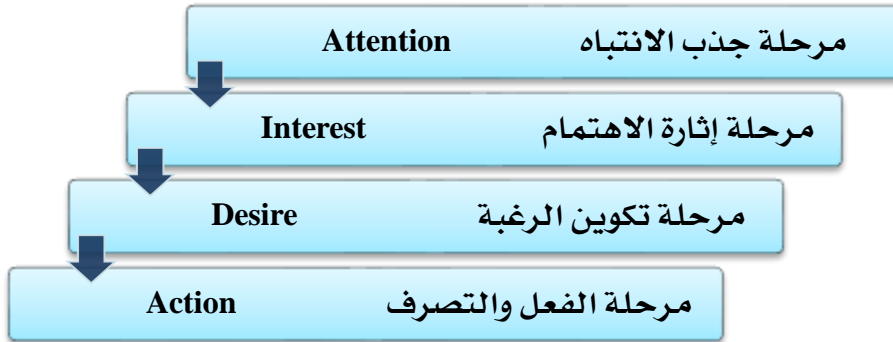 مرحلة جذب الانتباه Attention
مرحلة إثارة الاهتمام Interest
مرحلة تكوين الرغبة Desire
مرحلة الفعل والتصرف Action